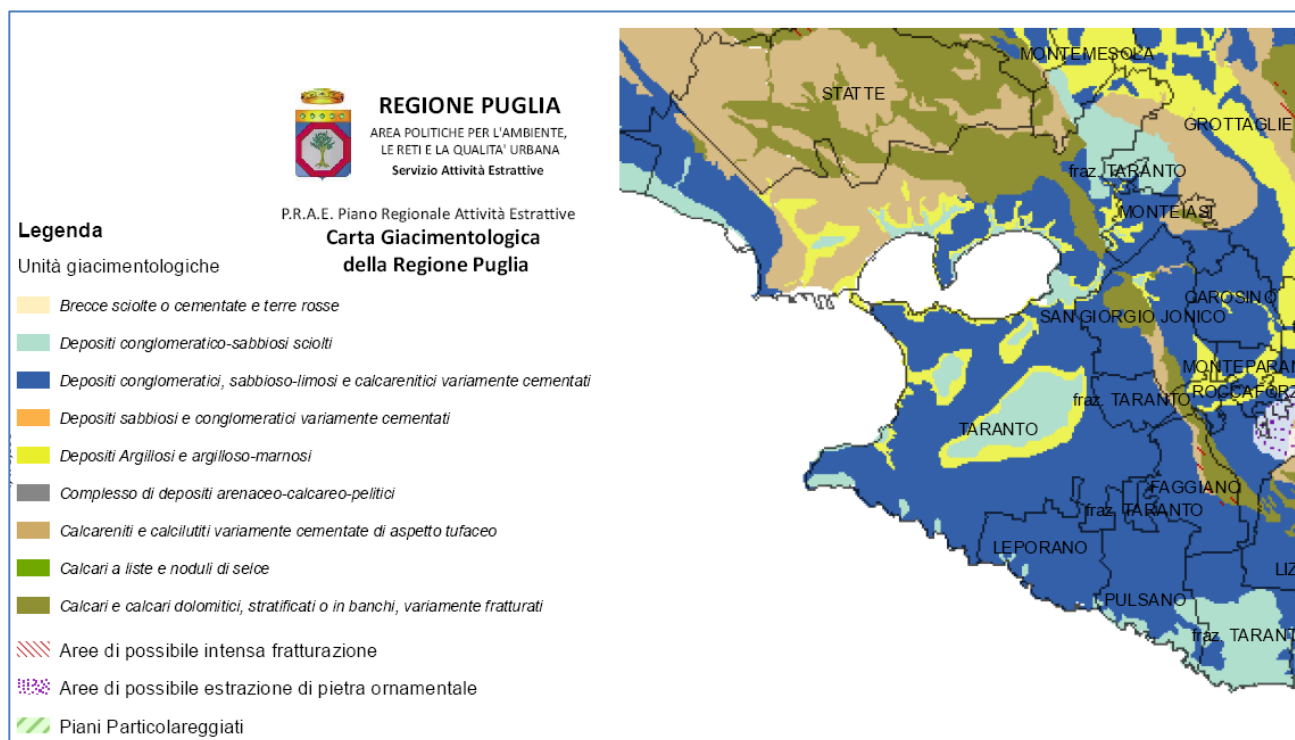 REGIONE PUGLIA
AREA POLITICHE PER L'AMBIENTE,
LE RETI E LA QUALITA' URBANA
Servizio Attività Estrattive
P.R.A.E. Piano Regionale Attività Estrattive
Carta Giacimentologica
della Regione Puglia
Legenda
Unità giacimentologiche
Brecce sciolte o cementate e terre rosse
Depositi conglomeratico-sabbiosi sciolti
Depositi conglomeratici, sabbioso-limosi e calcarenitici variamente cementati
Depositi sabbiosi e conglomeratici variamente cementati
Depositi Argillosi e argilloso-marnosi
Complesso di depositi arenaceo-calcareo-pelitici
Calcareniti e calcilutiti variamente cementate di aspetto tufaceo
Calcari a liste e noduli di selce
Calcari e calcari dolomitici, stratificati o in banchi, variamente fratturati
Aree di possibile intensa fratturazione
Aree di possibile estrazione di pietra ornamentale
Piani Particolareggiati
MONTEMESOLA
STATTE
GROTTAGLIE
fraz. TARANTO
MONTEIASI
CAROSINO
SAN GIORGIO JONICO
MONTEPARAN
ROCCAFORZ
fraz. TARANTO
TARANTO
FAGGIANO
fraz. TARANTO
LEPORANO
LIZ
PULSANO
fraz. TARANT